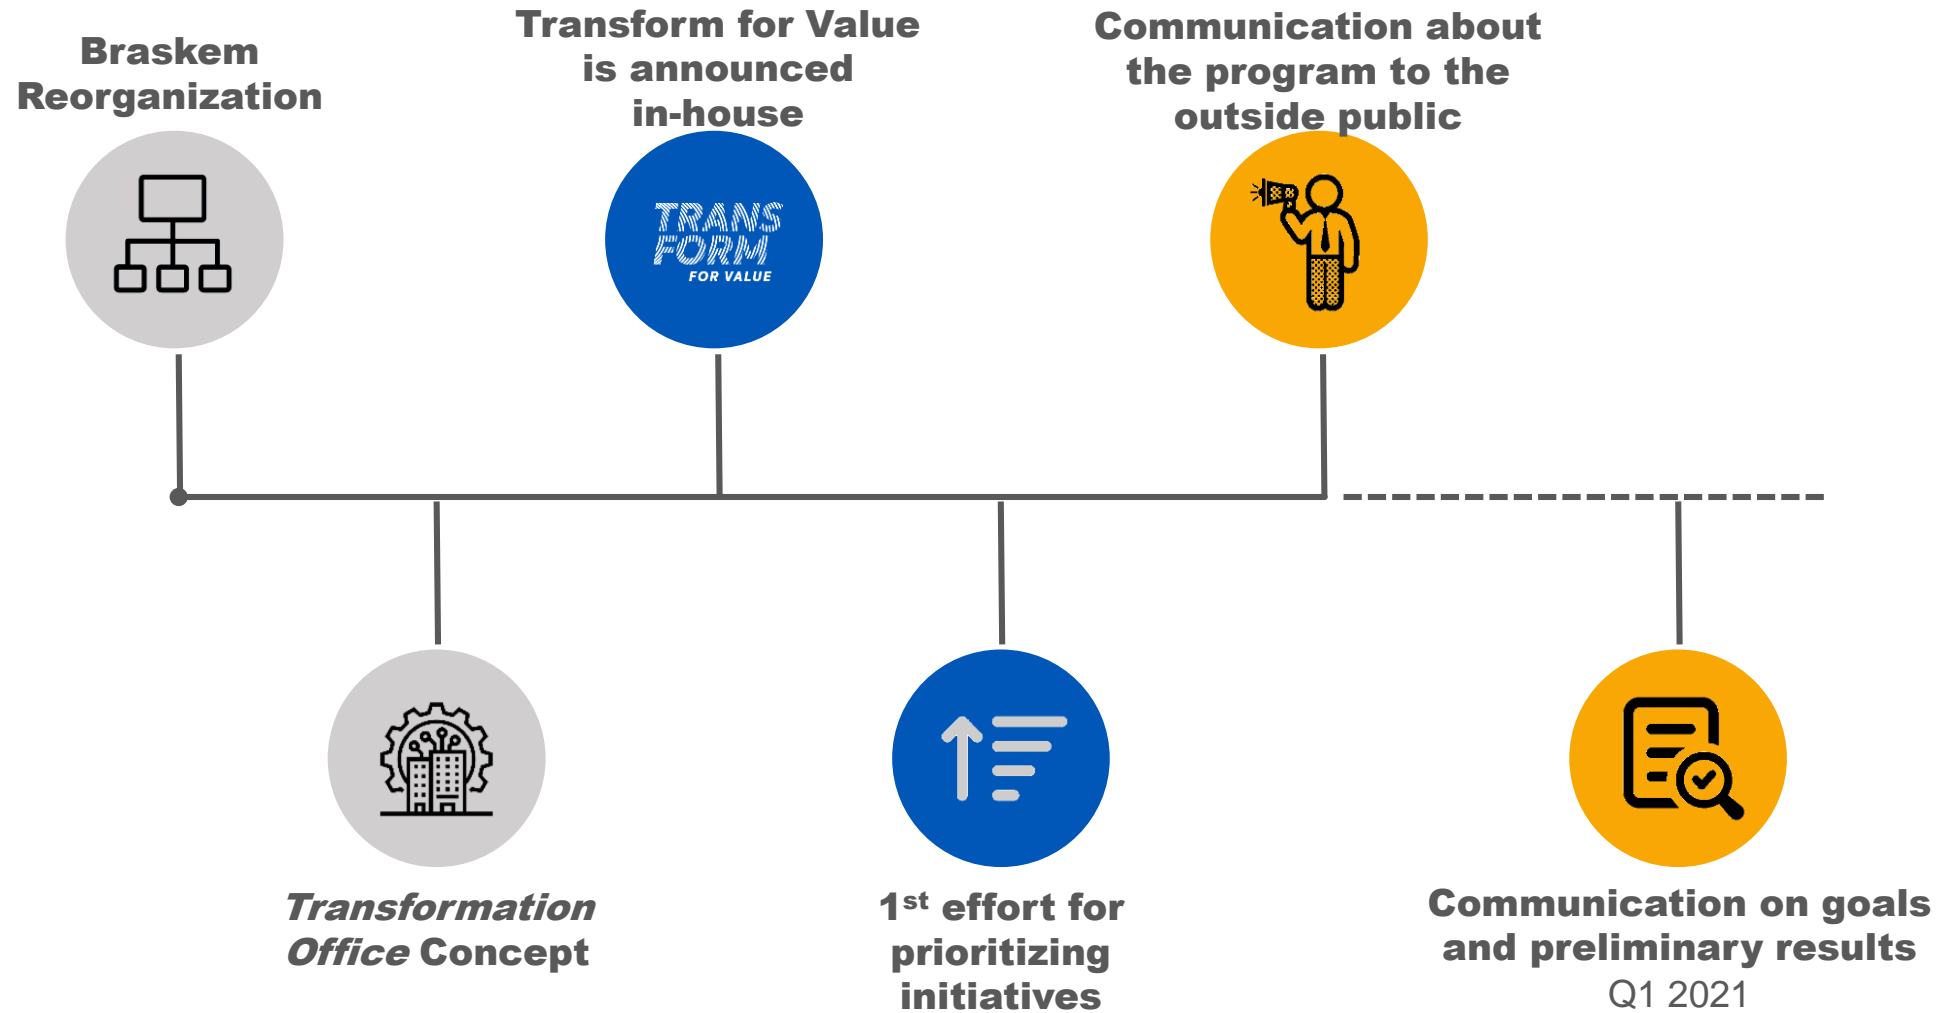 Braskem
Reorganization
Transform for Value
is announced
in-house
Communication about
the program to the
outside public
TRANS
FORM
FOR VALUE
Transformation
Office Concept
1st effort for
prioritizing
initiatives
Communication on goals
and preliminary results
Q1 2021